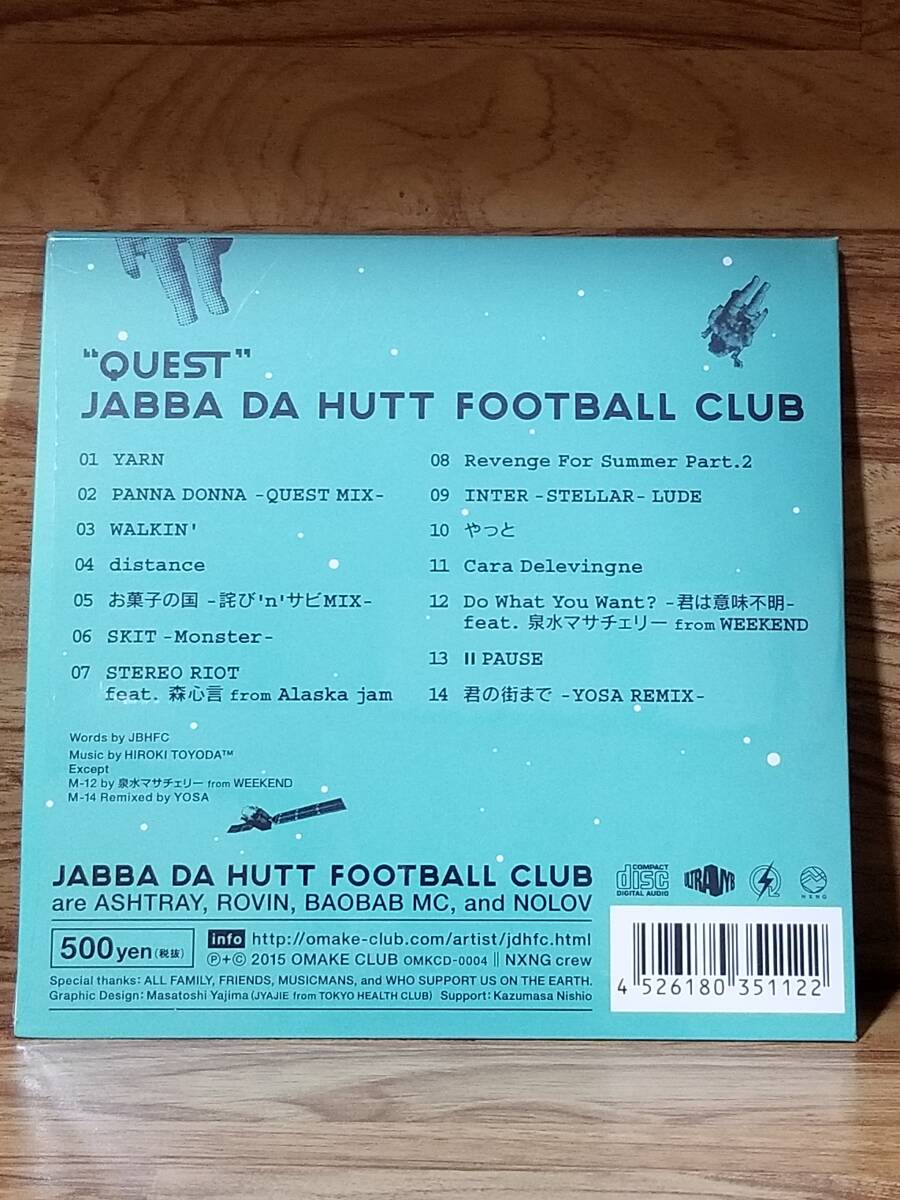 "QUEST"
JABBA DA HUTT FOOTBALL CLUB
01 YARN
02 PANNA DONNA -QUEST MIX-
03 WALKIN'
04 distance
05 お菓子の国 -詫び'n'サビMIX-
06 SKIT -Monster-
07 STEREO RIOT
feat. 森心言 from Alaska jam
08 Revenge For Summer Part.2
09 INTER -STELLAR- LUDE
10 やっと
11 Cara Delevingne
12 Do What You Want? -君は意味不明-
feat. 泉水マサチェリー from WEEKEND
13 II PAUSE
14 君の街まで -YOSA REMIX-
Words by JBHFC
Music by HIROKI TOYODA™
Except
M-12 by 泉水マサチェリー from WEEKEND
M-14 Remixed by YOSA
JABBA DA HUTT FOOTBALL CLUB
are ASHTRAY, ROVIN, BAOBAB MC, and NOLOV
500yen(税抜)
info http://omake-club.com/artist/jdhfc.html
Ⓟ+© 2015 OMAKE CLUB OMKCD-0004 || NXNG crew
Special thanks: ALL FAMILY, FRIENDS, MUSICMANS, and WHO SUPPORT US ON THE EARTH.
Graphic Design: Masatoshi Yajima (JYAJIE from TOKYO HEALTH CLUB) Support: Kazumasa Nishio
COMPACT
disc
DIGITAL AUDIO
ULTRAVYB
NXNG
4 526180 351122